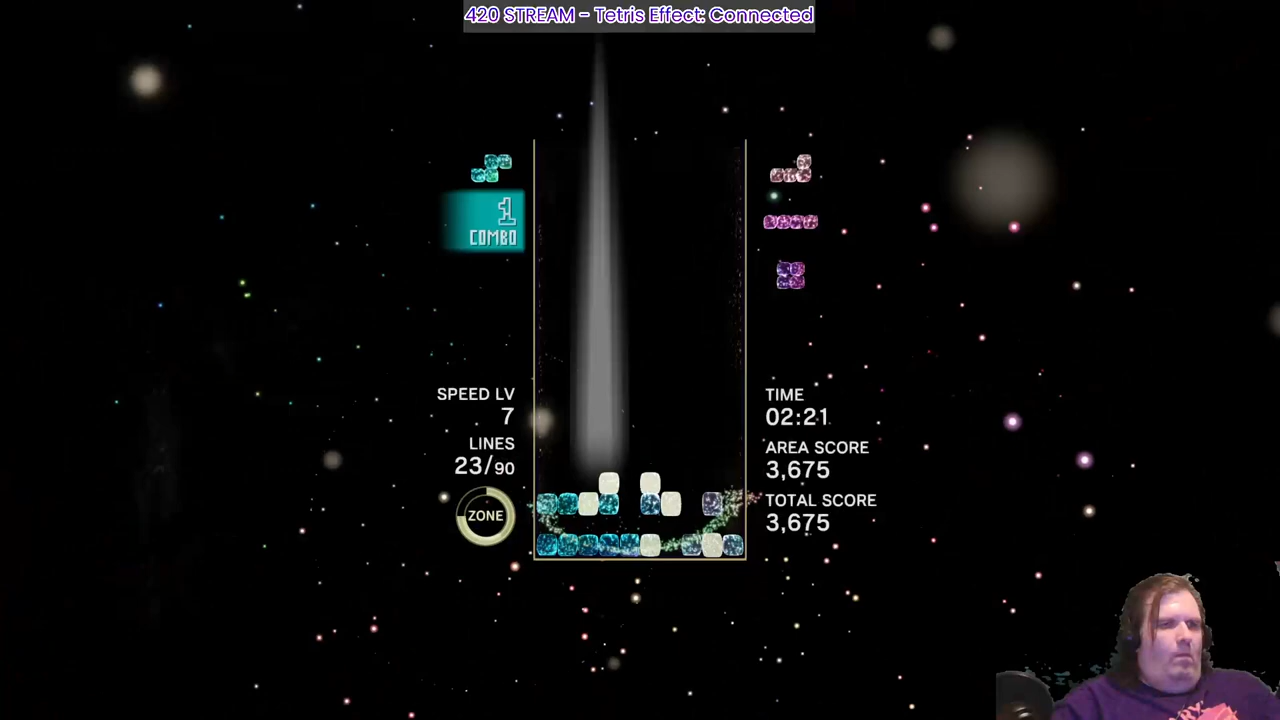 420 STREAM - Tetris Effect: Connected
1
COMBO
SPEED LV
7
LINES
23/90
ZONE
TIME
02:21
AREA SCORE
3,675
TOTAL SCORE
3,675